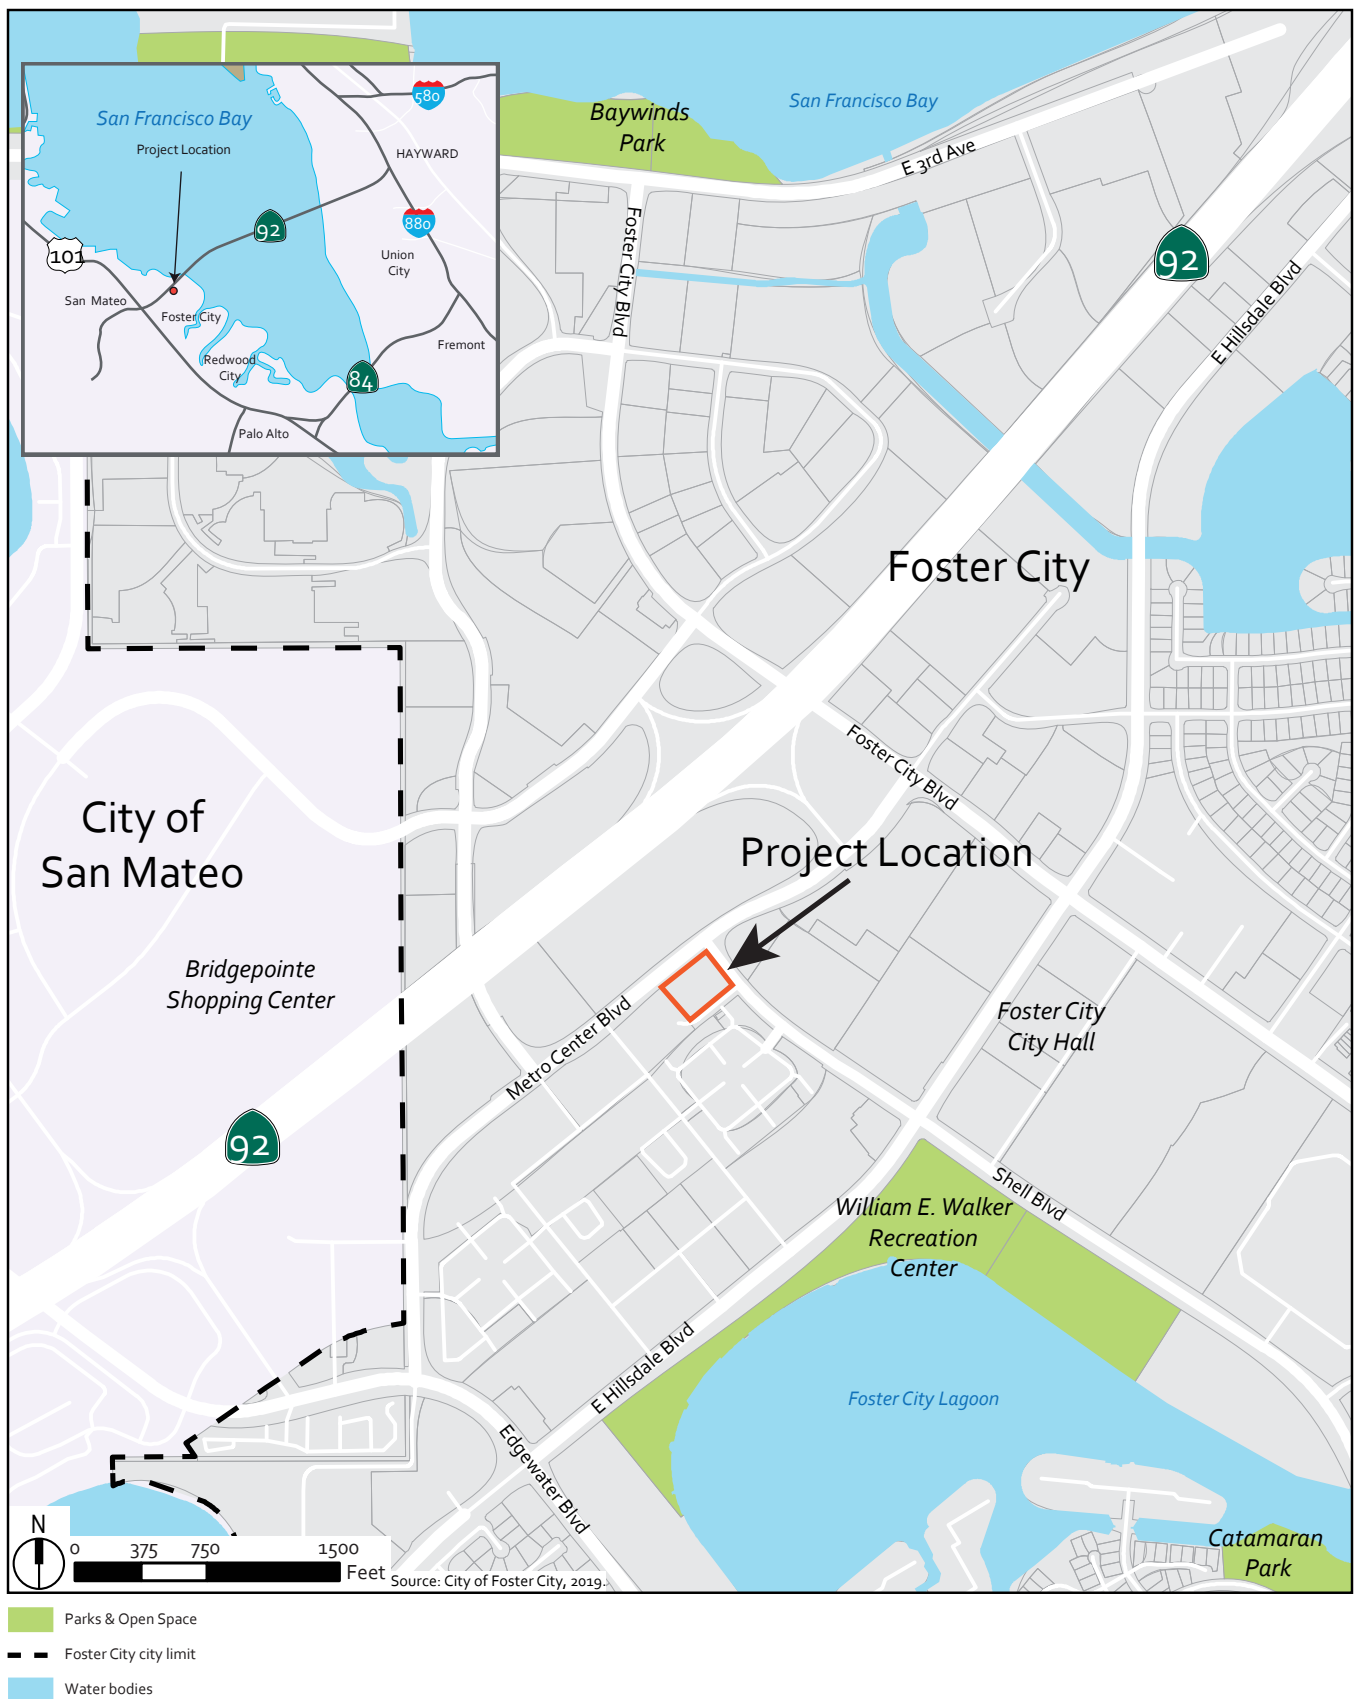 San Francisco Bay
Project Location
580
HAYWARD
92
880
101
Union
City
San Mateo
Foster City
Redwood
City
Fremont
84
Palo Alto
Baywinds
Park
San Francisco Bay
E 3rd Ave
Foster City Blvd
92
E Hillsdale Blvd
Foster City
Foster City Blvd
City of
San Mateo
Project Location
Bridgepointe
Shopping Center
Metro Center Blvd
Foster City
City Hall
92
Shell Blvd
William E. Walker
Recreation
Center
E Hillsdale Blvd
Foster City Lagoon
Edgewater Blvd
Catamaran
Park
N
0 375 750 1500
Feet
Source: City of Foster City, 2019.
Parks & Open Space
Foster City city limit
Water bodies